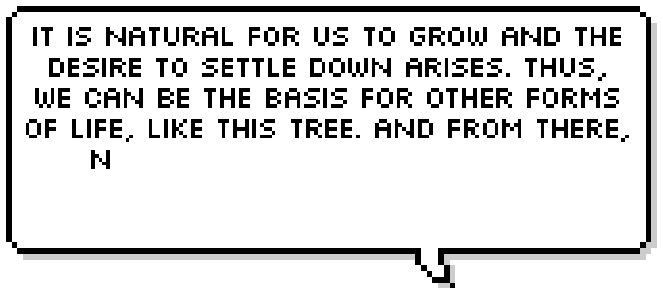 IT IS NATURAL FOR US TO GROW AND THE
DESIRE TO SETTLE DOWN ARISES. THUS,
WE CAN BE THE BASIS FOR OTHER FORMS
OF LIFE, LIKE THIS TREE. AND FROM THERE,
N